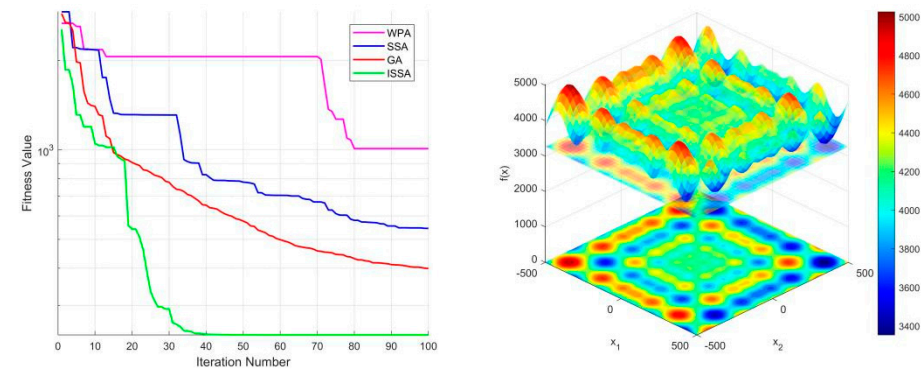 WPA
SSA
GA
ISSA
Fitness Value
10³
0 10 20 30 40 50 60 70 80 90 100
Iteration Number
5000
4000
3000
2000
1000
0
f(x)
-500
0
500
x₁
-500
0
500
x₂
5000
4800
4600
4400
4200
4000
3800
3600
3400